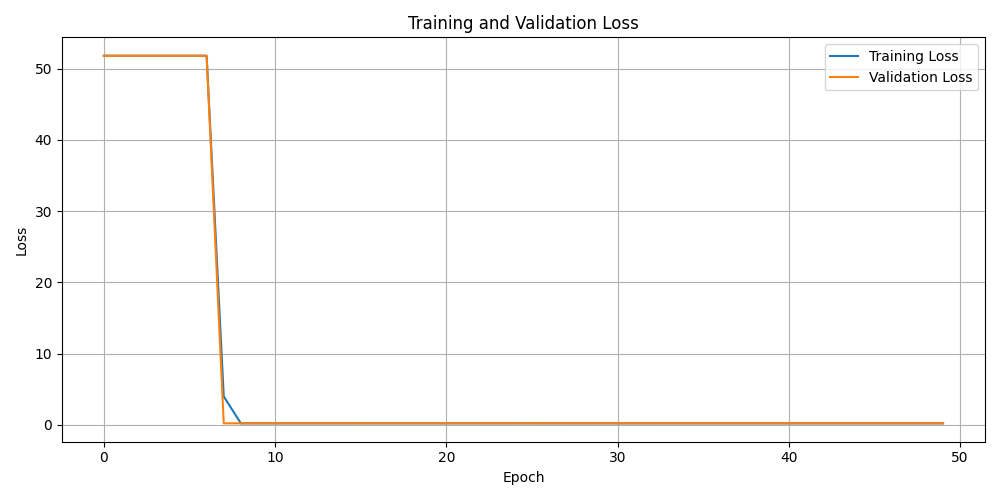 Training and Validation Loss
Training Loss
Validation Loss
50
40
30
20
10
0
Loss
0 10 20 30 40 50
Epoch